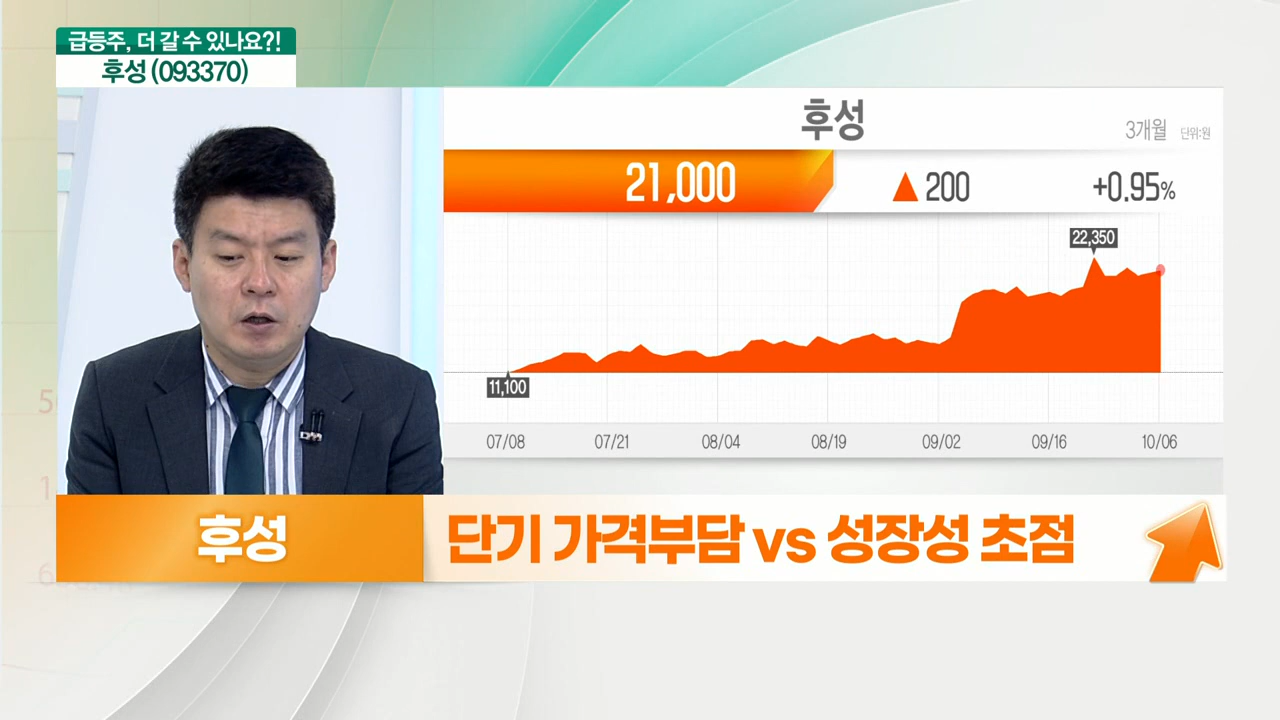 급등주, 더 갈 수 있나요?!
후성 (093370)
후성
3개월 단위:원
21,000 ▲ 200 +0.95%
22,350
11,100
07/08 07/21 08/04 08/19 09/02 09/16 10/06
후성 단기 가격부담 vs 성장성 초점